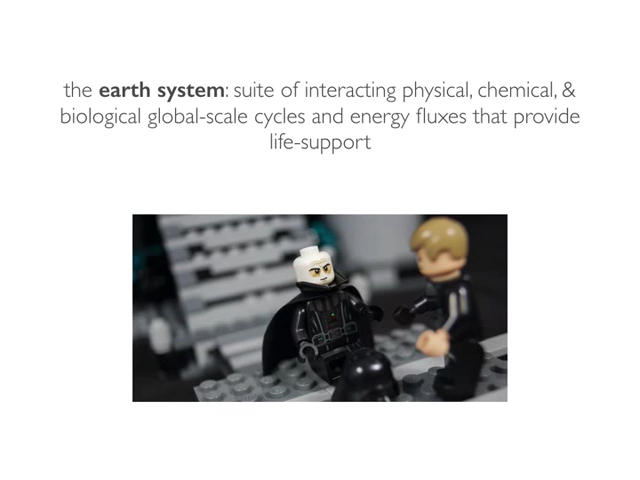 the earth system: suite of interacting physical, chemical, &
biological global-scale cycles and energy fluxes that provide
life-support